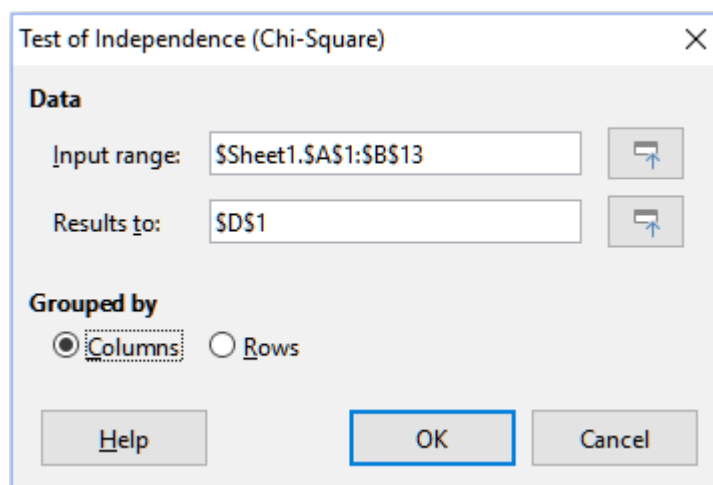 Test of Independence (Chi-Square)
Data
Input range: $Sheet1.$A$1:$B$13
Results to: $D$1
Grouped by
Columns Rows
Help OK Cancel